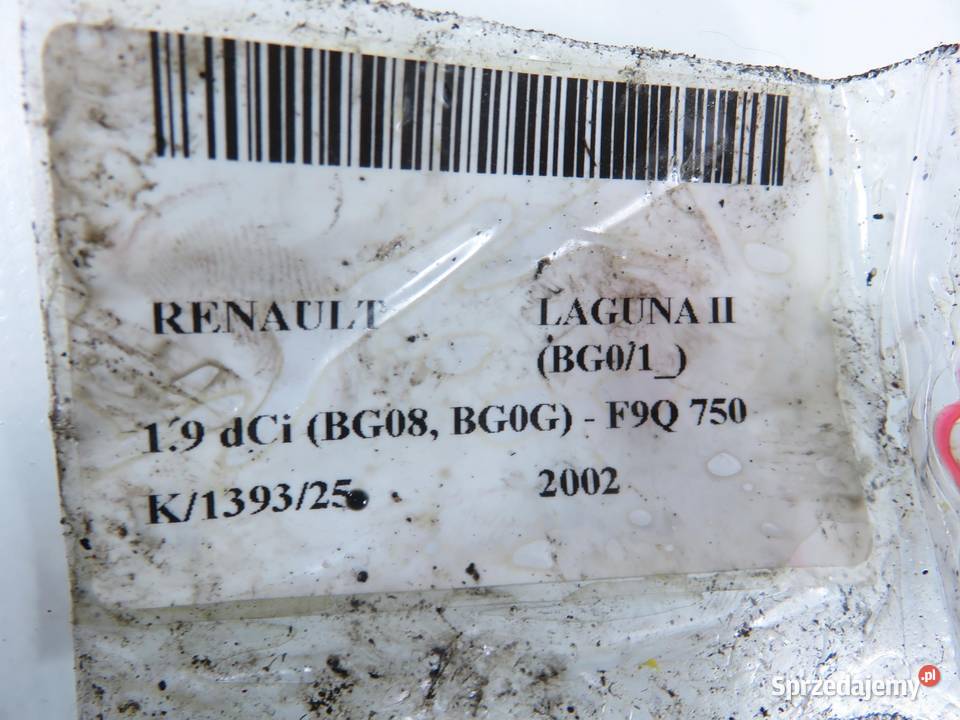 RENAULT LAGUNA II
(BG0/1_)
1.9 dCi (BG08, BG0G) - F9Q 750
K/1393/25 2002
Sprzedajemy.pl